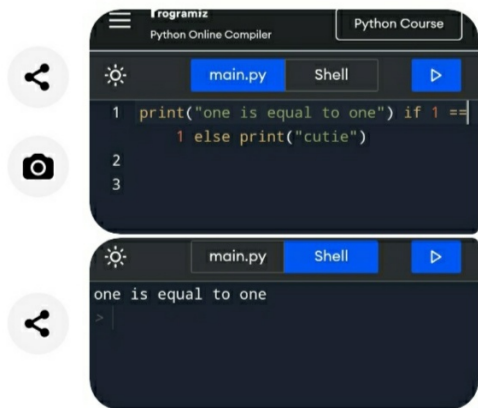 Programiz
Python Online Compiler
Python Course
main.py
Shell
1 print("one is equal to one") if 1 ==
1 else print("cutie")
2
3
main.py
Shell
one is equal to one
>